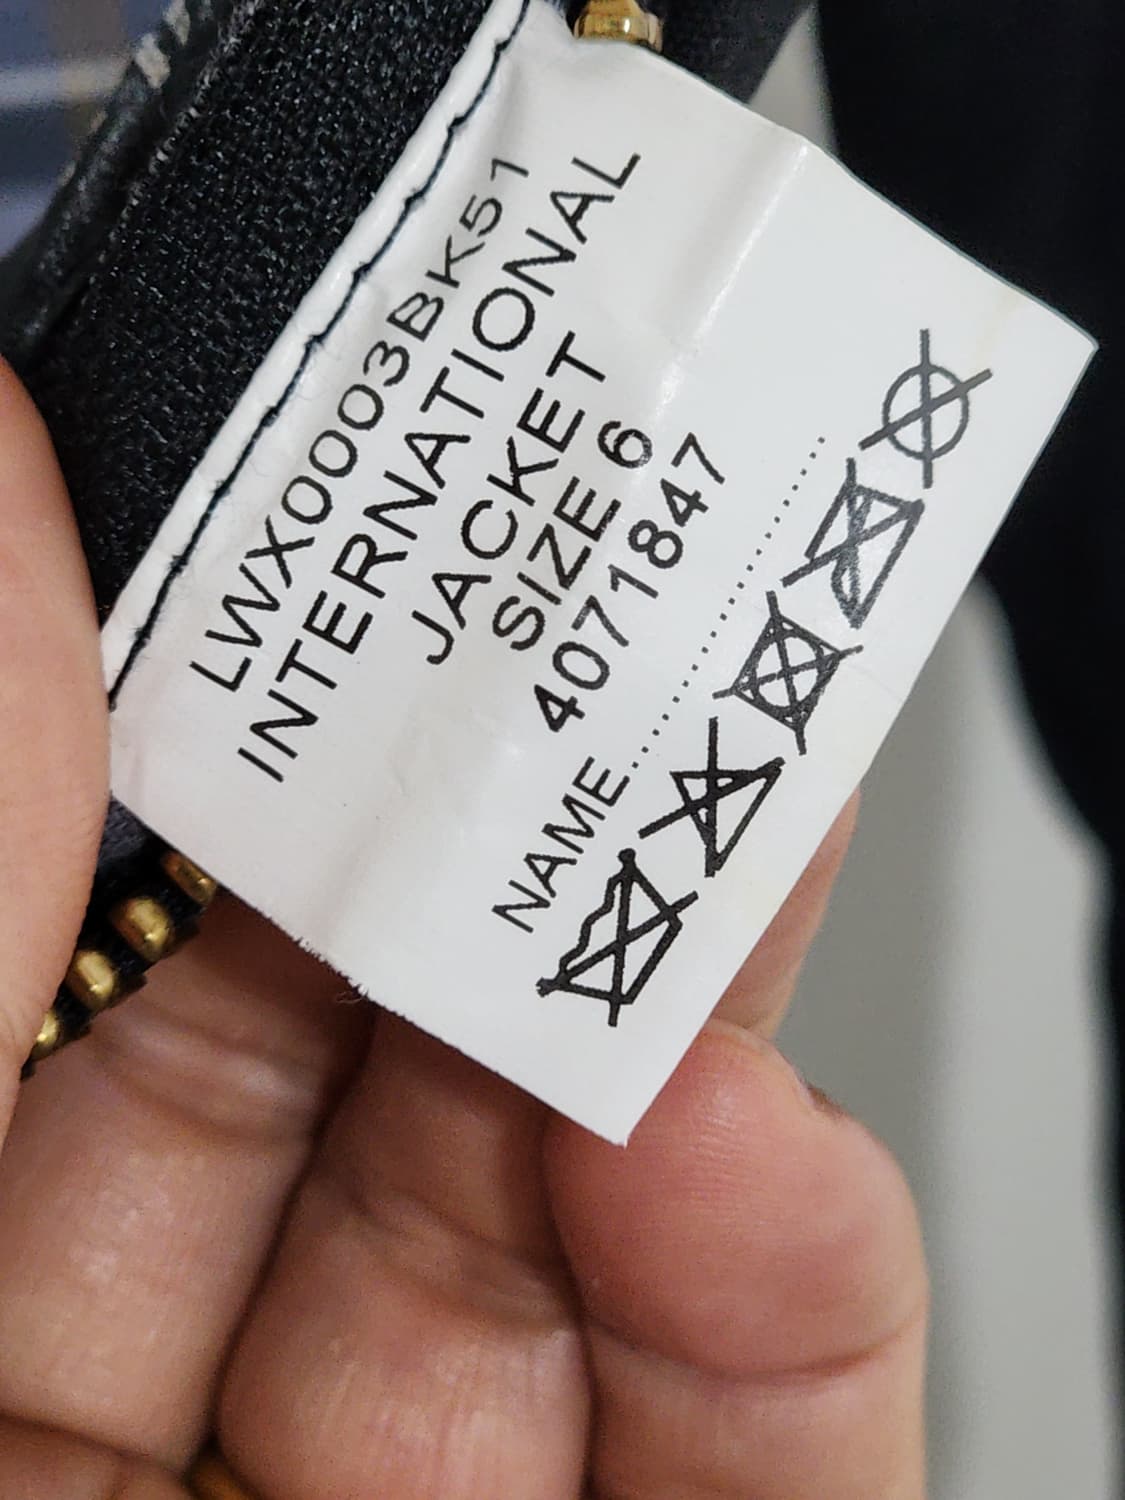 LWX0003BK51
INTERNATIONAL
JACKET
SIZE 6
4071847
NAME....................